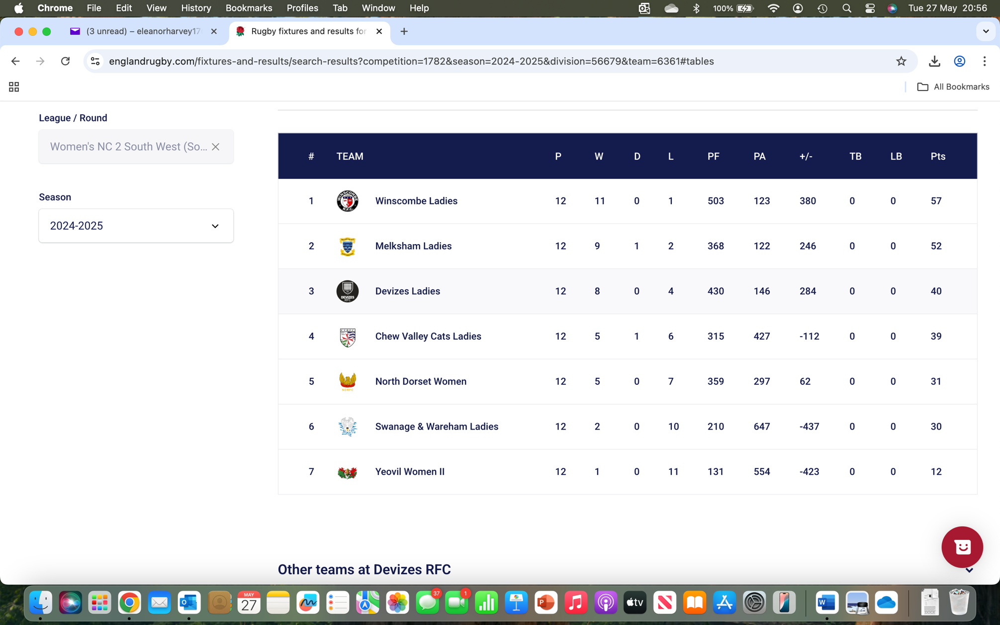 Chrome File Edit View History Bookmarks Profiles Tab Window Help 100% Tue 27 May 20:56
(3 unread) – eleanorharvey17 Rugby fixtures and results for
englandrugby.com/fixtures-and-results/search-results?competition=1782&season=2024-2025&division=56679&team=6361#tables
All Bookmarks
League / Round
Women's NC 2 South West (So...
Season
2024-2025
# TEAM P W D L PF PA +/- TB LB Pts
1 WINSCOMBE R.F.C. Winscombe Ladies 12 11 0 1 503 123 380 0 0 57
2 Melksham Ladies 12 9 1 2 368 122 246 0 0 52
3 DEVIZES RFC Devizes Ladies 12 8 0 4 430 146 284 0 0 40
4 Chew Valley Cats Ladies 12 5 1 6 315 427 -112 0 0 39
5 NDRFC North Dorset Women 12 5 0 7 359 297 62 0 0 31
6 Swanage & Wareham Ladies 12 2 0 10 210 647 -437 0 0 30
7 Yeovil Women II 12 1 0 11 131 554 -423 0 0 12
Other teams at Devizes RFC
MAY
27
37
1
tv
DOCX